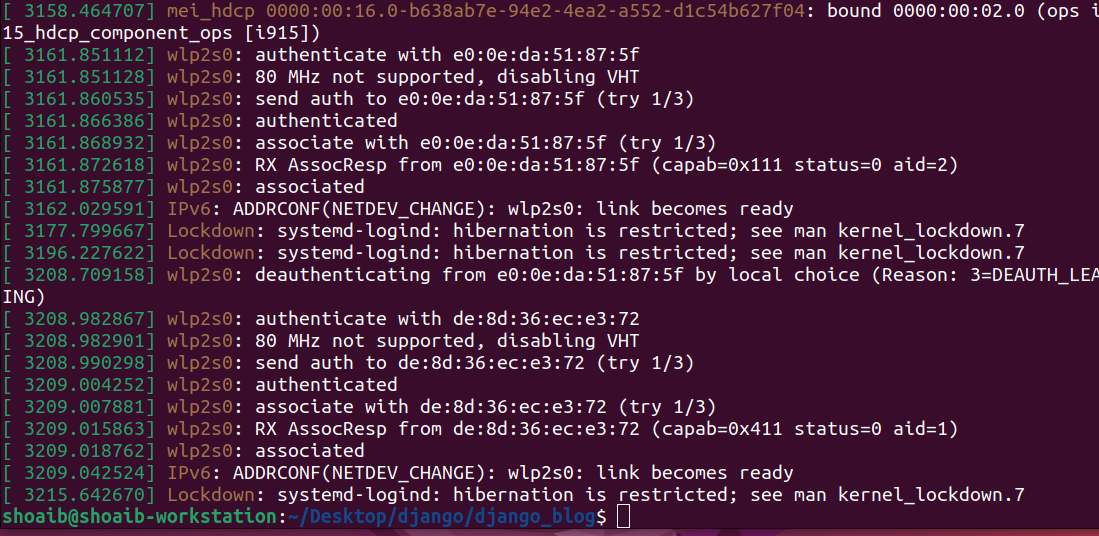 [ 3158.464707] mei_hdcp 0000:00:16.0-b638ab7e-94e2-4ea2-a552-d1c54b627f04: bound 0000:00:02.0 (ops i
15_hdcp_component_ops [i915])
[ 3161.851112] wlp2s0: authenticate with e0:0e:da:51:87:5f
[ 3161.851128] wlp2s0: 80 MHz not supported, disabling VHT
[ 3161.860535] wlp2s0: send auth to e0:0e:da:51:87:5f (try 1/3)
[ 3161.866386] wlp2s0: authenticated
[ 3161.868932] wlp2s0: associate with e0:0e:da:51:87:5f (try 1/3)
[ 3161.872618] wlp2s0: RX AssocResp from e0:0e:da:51:87:5f (capab=0x111 status=0 aid=2)
[ 3161.875877] wlp2s0: associated
[ 3162.029591] IPv6: ADDRCONF(NETDEV_CHANGE): wlp2s0: link becomes ready
[ 3177.799667] Lockdown: systemd-logind: hibernation is restricted; see man kernel_lockdown.7
[ 3196.227622] Lockdown: systemd-logind: hibernation is restricted; see man kernel_lockdown.7
[ 3208.709158] wlp2s0: deauthenticating from e0:0e:da:51:87:5f by local choice (Reason: 3=DEAUTH_LEA
ING)
[ 3208.982867] wlp2s0: authenticate with de:8d:36:ec:e3:72
[ 3208.982901] wlp2s0: 80 MHz not supported, disabling VHT
[ 3208.990298] wlp2s0: send auth to de:8d:36:ec:e3:72 (try 1/3)
[ 3209.004252] wlp2s0: authenticated
[ 3209.007881] wlp2s0: associate with de:8d:36:ec:e3:72 (try 1/3)
[ 3209.015863] wlp2s0: RX AssocResp from de:8d:36:ec:e3:72 (capab=0x411 status=0 aid=1)
[ 3209.018762] wlp2s0: associated
[ 3209.042524] IPv6: ADDRCONF(NETDEV_CHANGE): wlp2s0: link becomes ready
[ 3215.642670] Lockdown: systemd-logind: hibernation is restricted; see man kernel_lockdown.7
shoaib@shoaib-workstation:~/Desktop/django/django_blog$